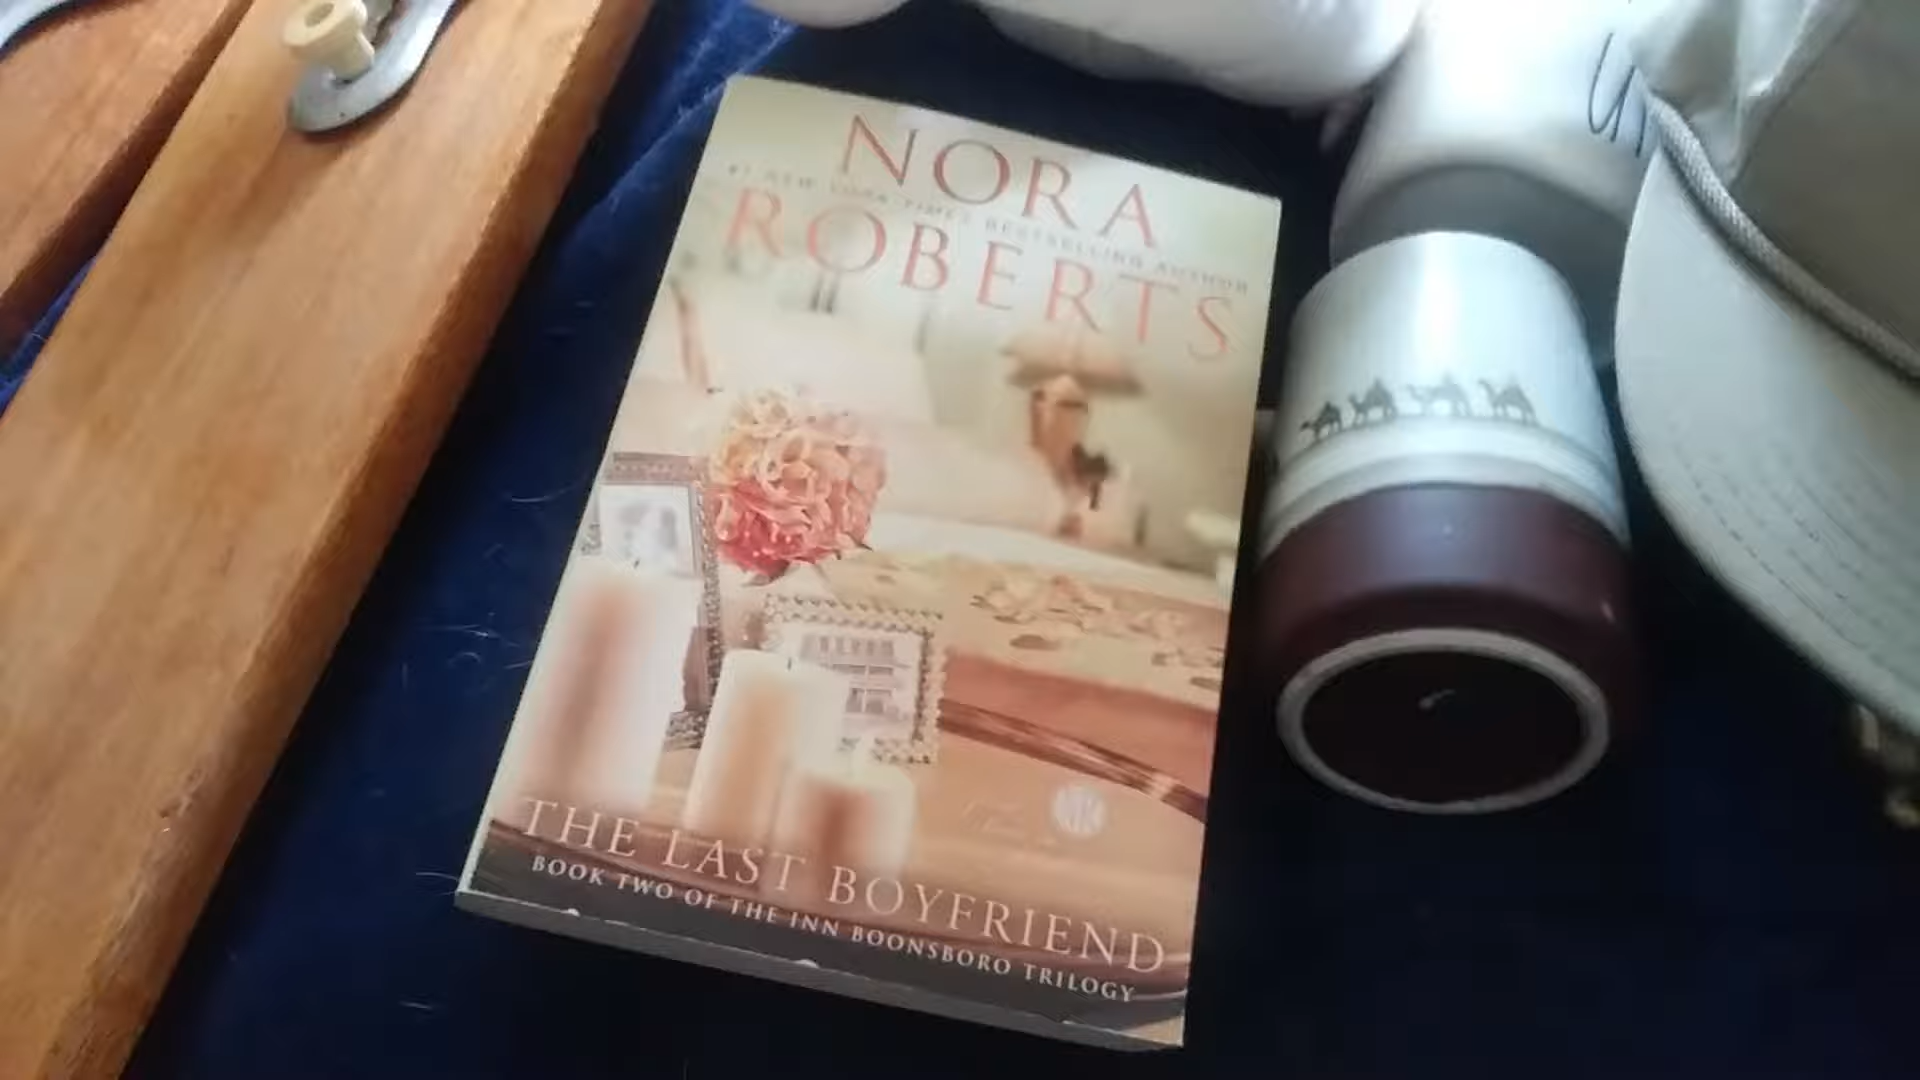 NORA
#1 NEW YORK TIMES BESTSELLING AUTHOR
ROBERTS
THE LAST BOYFRIEND
BOOK TWO OF THE INN BOONSBORO TRILOGY